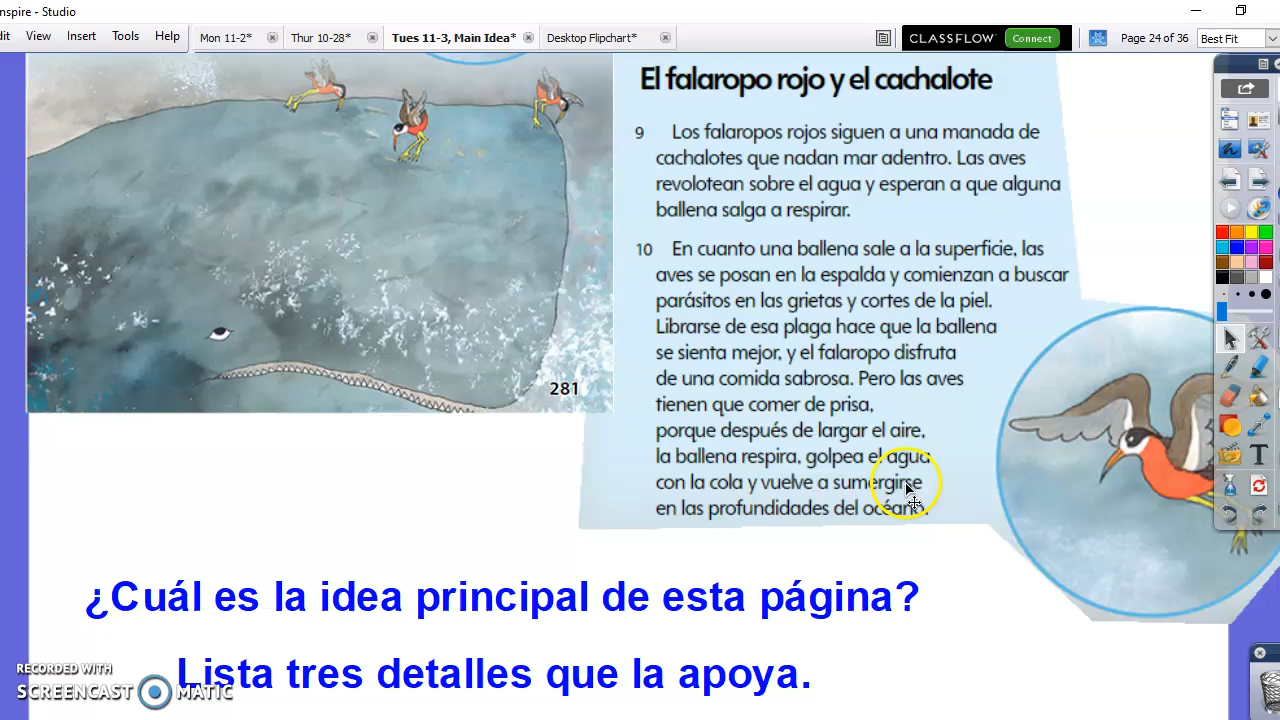 nspire - Studio
dit View Insert Tools Help Mon 11-2* Thur 10-28* Tues 11-3, Main Idea* Desktop Flipchart* CLASSFLOW Connect Page 24 of 36 Best Fit
El falaropo rojo y el cachalote
9 Los falaropos rojos siguen a una manada de
cachalotes que nadan mar adentro. Las aves
revolotean sobre el agua y esperan a que alguna
ballena salga a respirar.
10 En cuanto una ballena sale a la superficie, las
aves se posan en la espalda y comienzan a buscar
parásitos en las grietas y cortes de la piel.
Librarse de esa plaga hace que la ballena
se sienta mejor, y el falaropo disfruta
de una comida sabrosa. Pero las aves
tienen que comer de prisa,
porque después de largar el aire,
la ballena respira, golpea el agua
con la cola y vuelve a sumergirse
en las profundidades del océano.
281
¿Cuál es la idea principal de esta página?
Lista tres detalles que la apoya.
RECORDED WITH
SCREENCAST MATIC